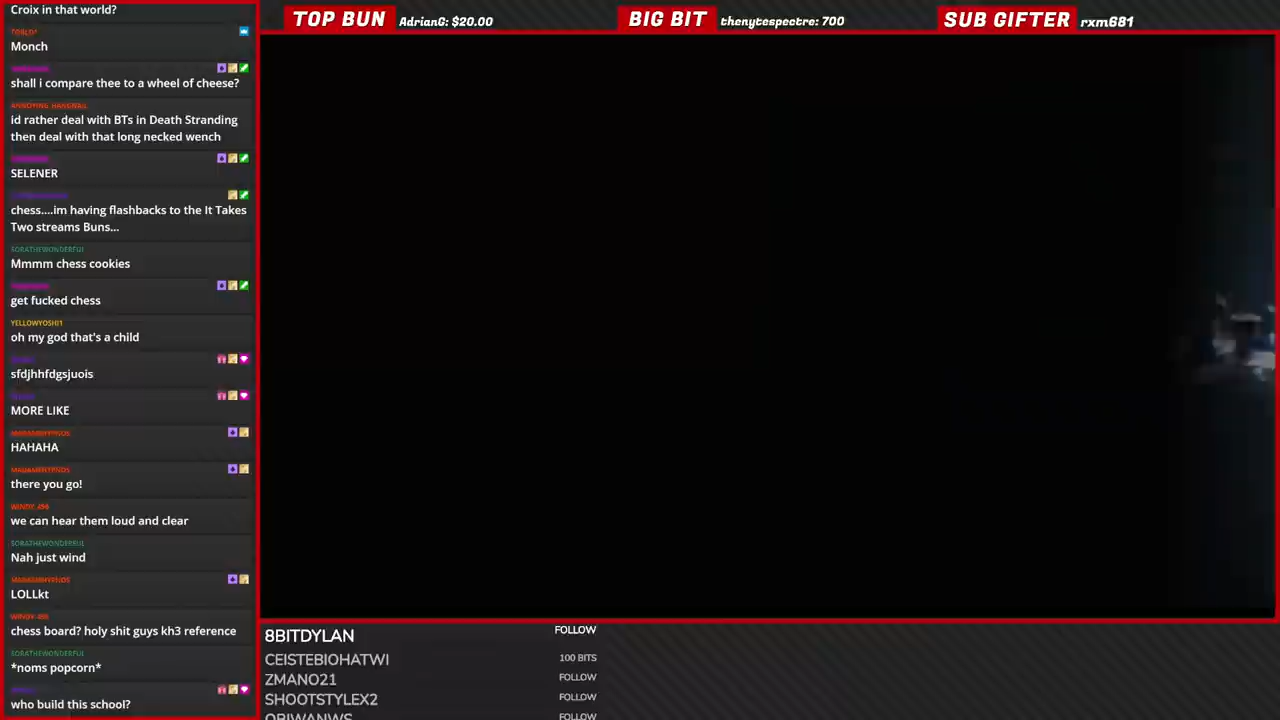 Croix in that world?
Monch
shall i compare thee to a wheel of cheese?
ANNOYING_HANGNAIL
id rather deal with BTs in Death Stranding
then deal with that long necked wench
SELENER
chess....im having flashbacks to the It Takes
Two streams Buns...
SORATHEWONDERFUL
Mmmm chess cookies
get fucked chess
YELLOWYOSHI1
oh my god that's a child
sfdjhhfdgsjuois
MORE LIKE
HAHAHA
there you go!
we can hear them loud and clear
SORATHEWONDERFUL
Nah just wind
LOLLkt
chess board? holy shit guys kh3 reference
SORATHEWONDERFUL
*noms popcorn*
who build this school?
TOP BUN AdrianG: $20.00
BIG BIT thenytespectre: 700
SUB GIFTER rxm681
8BITDYLAN FOLLOW
CEISTEBIOHATWI 100 BITS
ZMANO21 FOLLOW
SHOOTSTYLEX2 FOLLOW
OBIWANWS FOLLOW